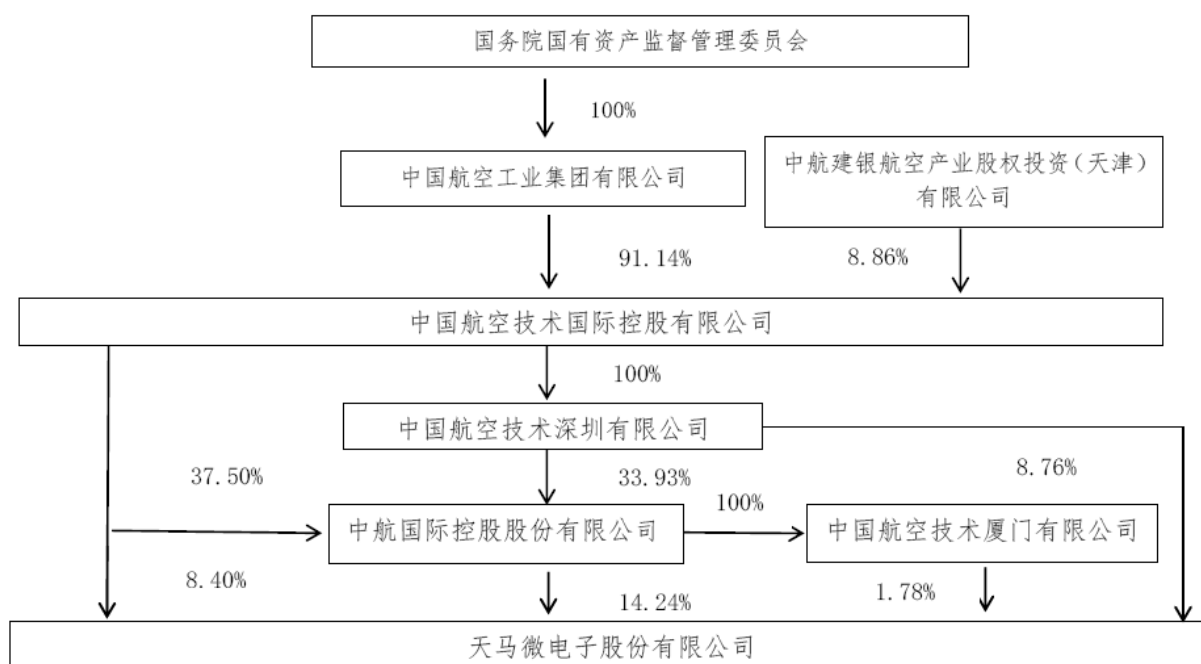 国务院国有资产监督管理委员会
100%
中国航空工业集团有限公司
中航建银航空产业股权投资（天津）
有限公司
91.14%
8.86%
中国航空技术国际控股有限公司
100%
中国航空技术深圳有限公司
37.50%
33.93%
8.76%
100%
中航国际控股股份有限公司
中国航空技术厦门有限公司
8.40%
14.24%
1.78%
天马微电子股份有限公司